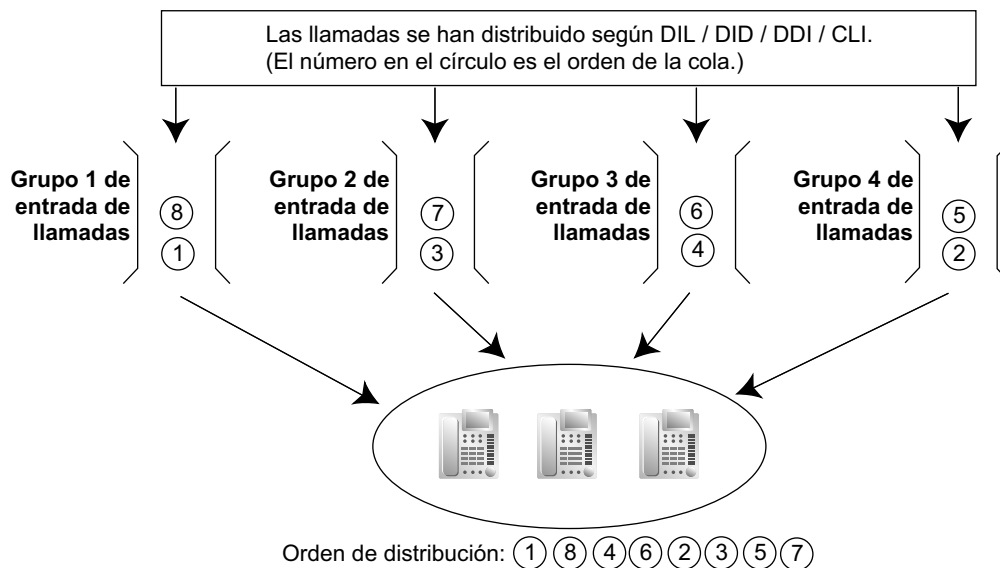 Las llamadas se han distribuido según DIL / DID / DDI / CLI.
(El número en el círculo es el orden de la cola.)
Grupo 1 de
entrada de
llamadas
8
1
Grupo 2 de
entrada de
llamadas
7
3
Grupo 3 de
entrada de
llamadas
6
4
Grupo 4 de
entrada de
llamadas
5
2
Orden de distribución: 1 8 4 6 2 3 5 7